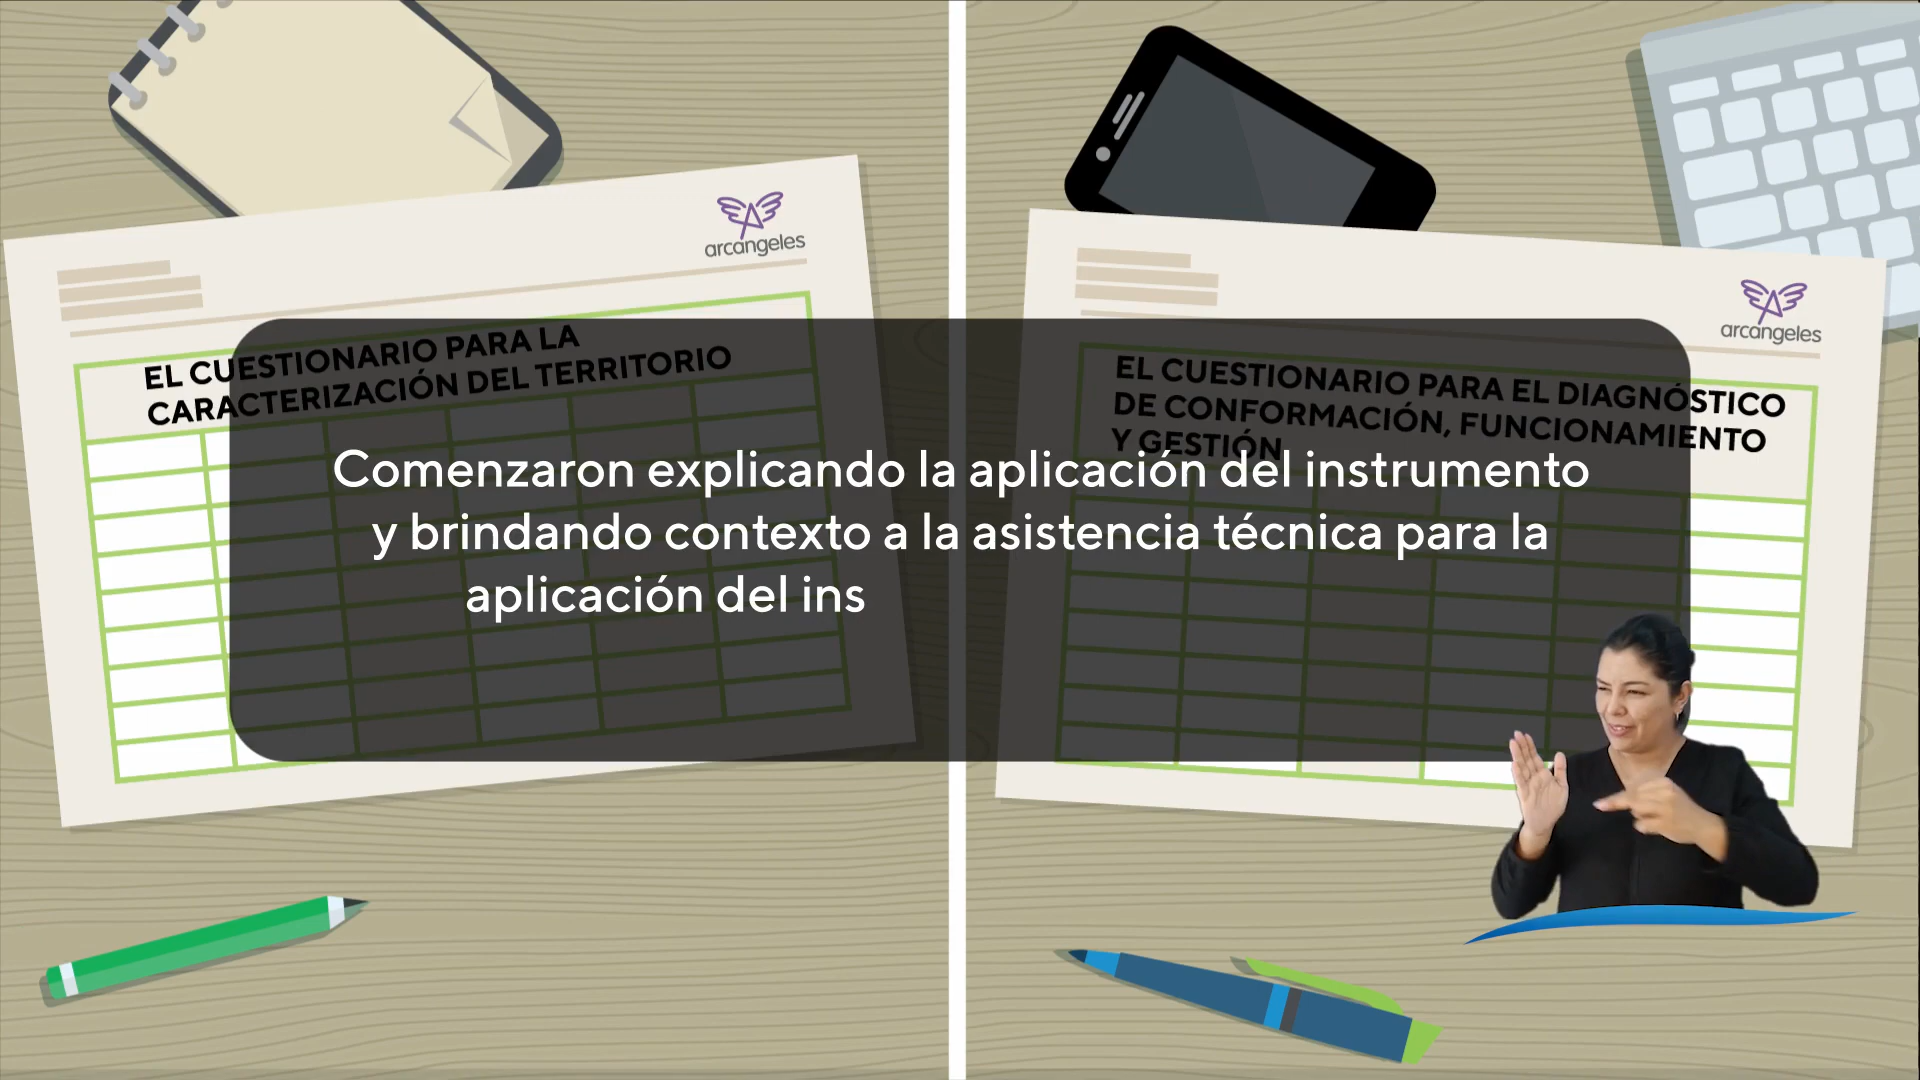 arcangeles
EL CUESTIONARIO PARA LA
CARACTERIZACIÓN DEL TERRITORIO
arcangeles
EL CUESTIONARIO PARA EL DIAGNÓSTICO
DE CONFORMACIÓN, FUNCIONAMIENTO
Y GESTIÓN
Comenzaron explicando la aplicación del instrumento
y brindando contexto a la asistencia técnica para la
aplicación del ins